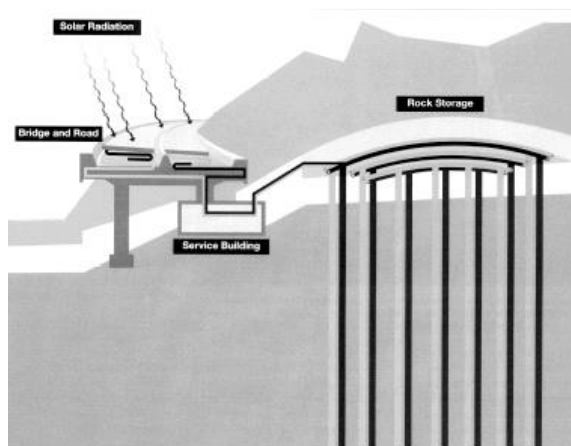 Solar Radiation
Rock Storage
Bridge and Road
Service Building